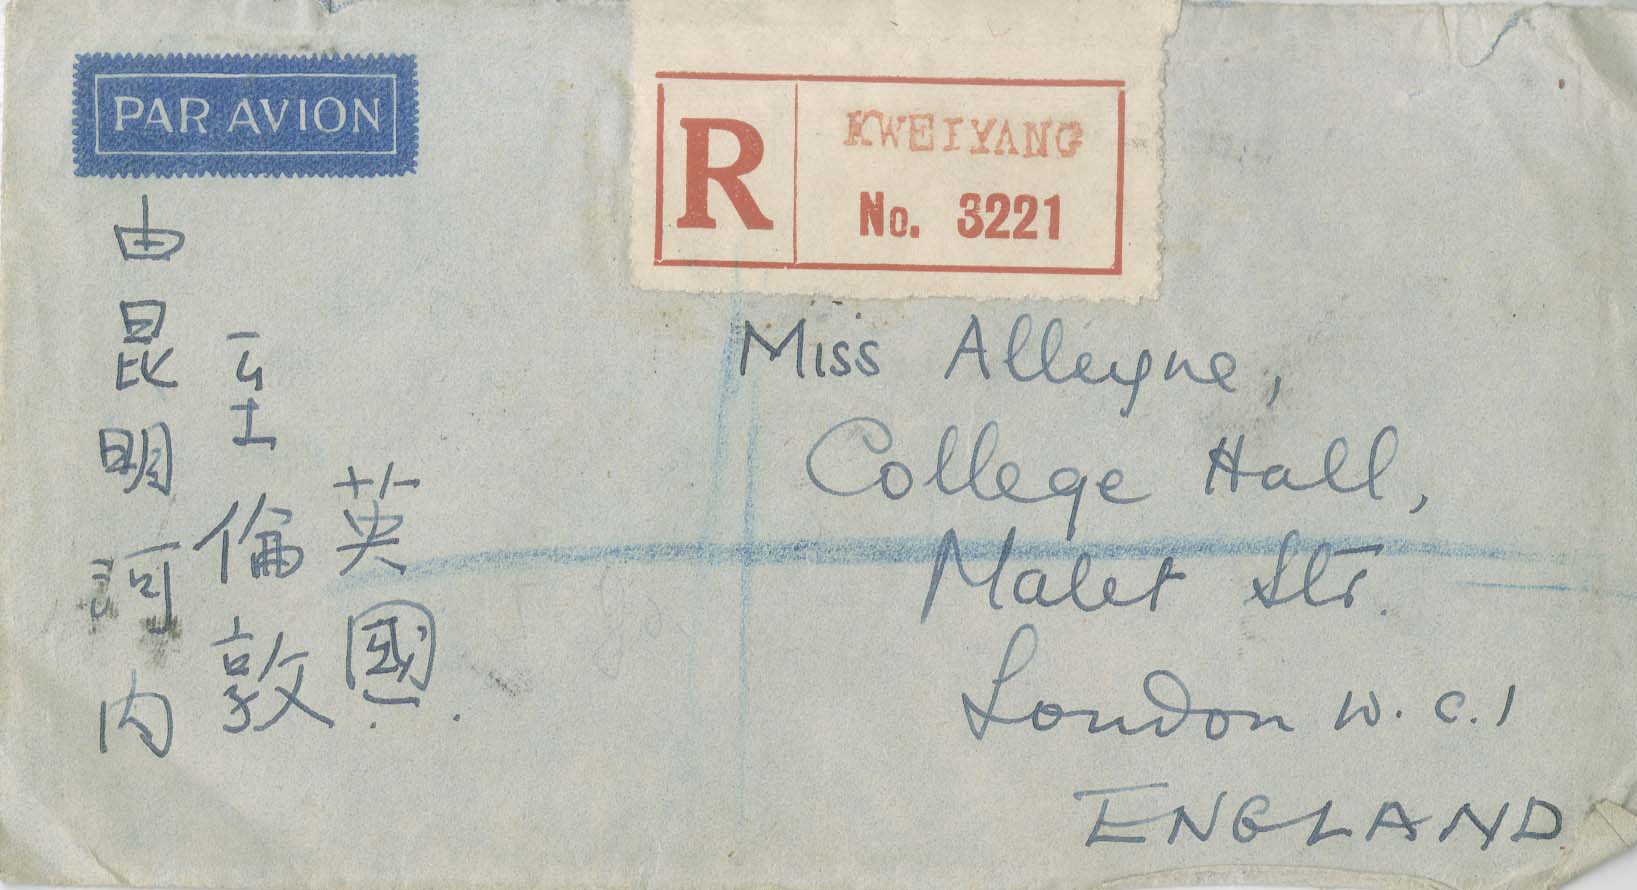 PAR AVION
R
KWEIYANG
No. 3221
英國
至倫敦
由昆明河内
Miss Alleyne,
College Hall,
Malet Str.
London W.C.1
ENGLAND